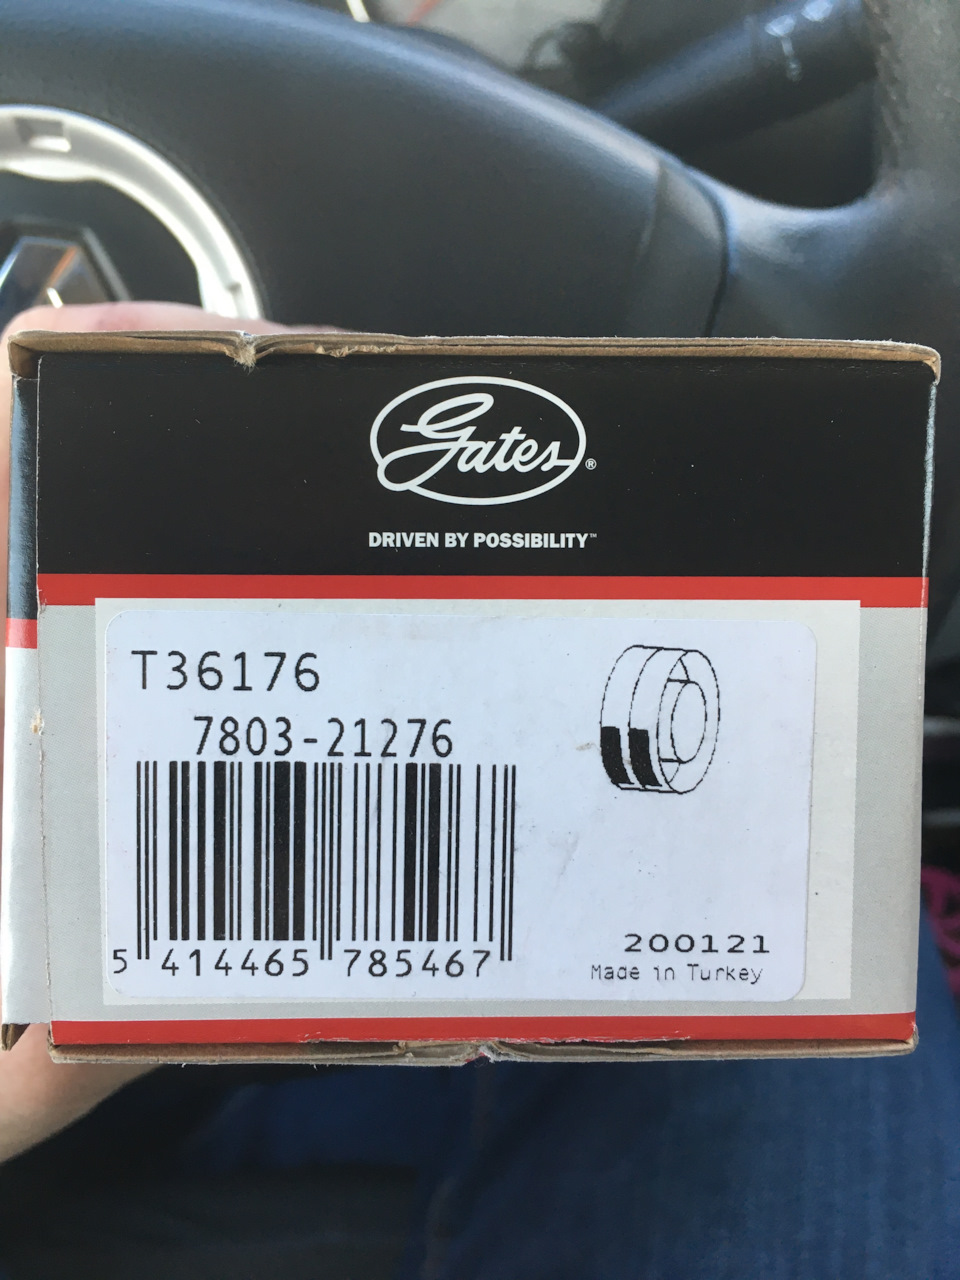 Gates®
DRIVEN BY POSSIBILITY™
T36176
7803-21276
5 414465 785467
200121
Made in Turkey